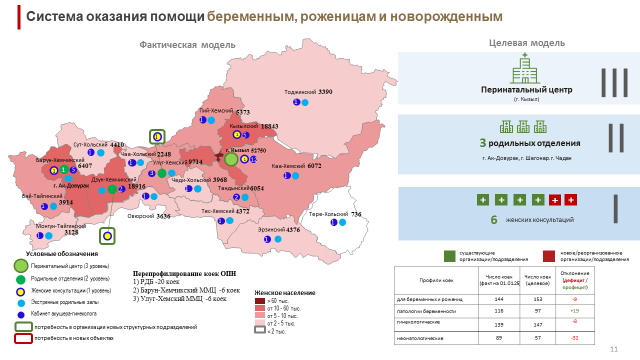 Система оказания помощи беременным, роженицам и новорожденным
Фактическая модель
Целевая модель
Тоджинский 3390
Пий-Хемский 5373
Кызылский 18843
г. Кызыл 52750
Сут-Хольский 4410
Чаа-Хольский 2248
Барун-Хемчикский 6407
Улуг-Хемский 9714
Каа-Хемский 6072
г. Ак-Довурак
Дзун-Хемчикский 18916
Чеди-Хольский 3968
Тандынский 6054
Бай-Тайгинский 3914
Овюрский 3636
Тес-Хемский 4372
Тере-Хольский 736
Монгун-Тайгинский 3128
Эрзинский 4376
Перинатальный центр
(г. Кызыл)
III
3 родильных отделения
г. Ак-Довурак, г. Шагонар г. Чадан
II
6 женских консультаций
I
Условные обозначения
Перинатальный центр (3 уровень)
Родильные отделения (2 уровень)
Женские консультации (1 уровень)
Экстренные родильные залы
Кабинет акушера-гинеколога
потребность в организации новых структурных подразделений
потребность в новых объектах
Перепрофилирование коек ОПН
1) РДБ -20 коек
2) Барун-Хемчикский ММЦ -6 коек
3) Улуг-Хемский ММЦ -6 коек
Женское население
> 60 тыс.
от 10 - 60 тыс.
от 5 - 10 тыс.
от 2 - 5 тыс.
< 2 тыс.
существующие организации/подразделения
новое/реорганизованное организации/подразделения
Профили коек
Число коек (факт на 01.01.25)
Число коек (целевое)
Отклонение (дефицит / профицит)
для беременных и рожениц 144 153 -9
патологии беременности 116 97 +19
гинекологические 139 147 -8
неонатологические 89 57 -32
11